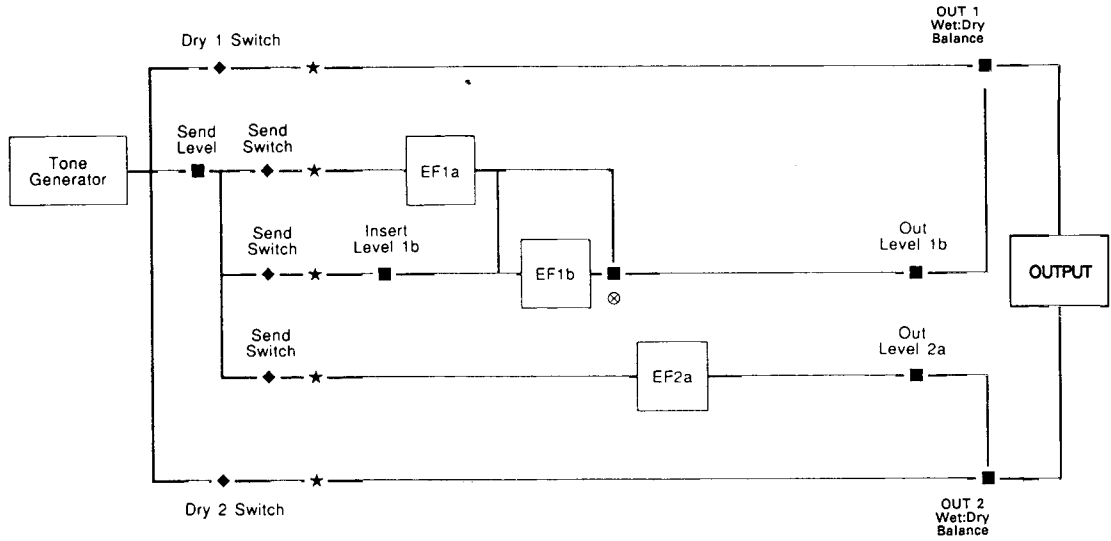 OUT 1
Wet:Dry
Balance
Dry 1 Switch
Send
Level
Send
Switch
Tone
Generator
EF1a
Send
Switch
Insert
Level 1b
Out
Level 1b
EF1b
OUTPUT
Send
Switch
Out
Level 2a
EF2a
Dry 2 Switch
OUT 2
Wet:Dry
Balance